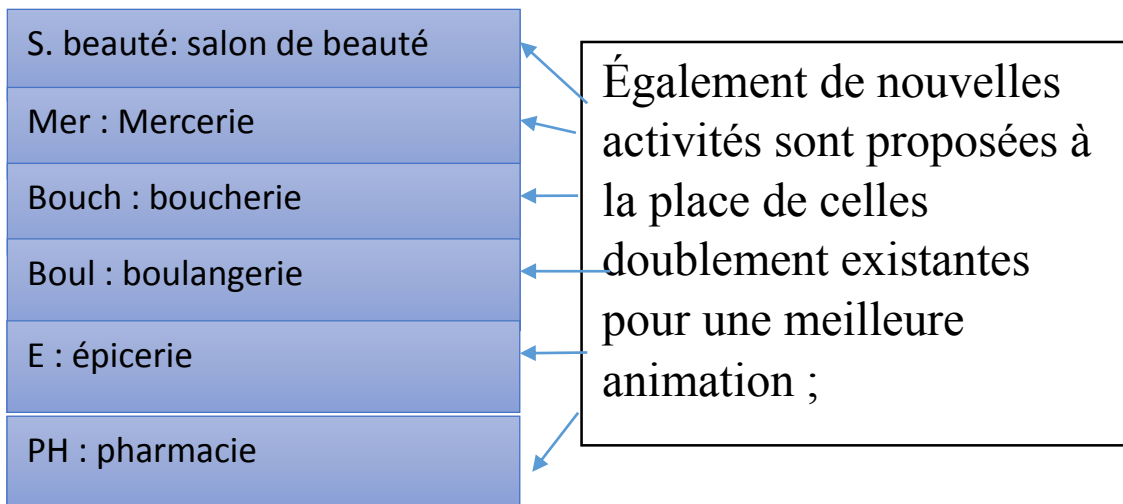 S. beauté: salon de beauté
Mer : Mercerie
Bouch : boucherie
Boul : boulangerie
E : épicerie
PH : pharmacie
Également de nouvelles
activités sont proposées à
la place de celles
doublement existantes
pour une meilleure
animation ;